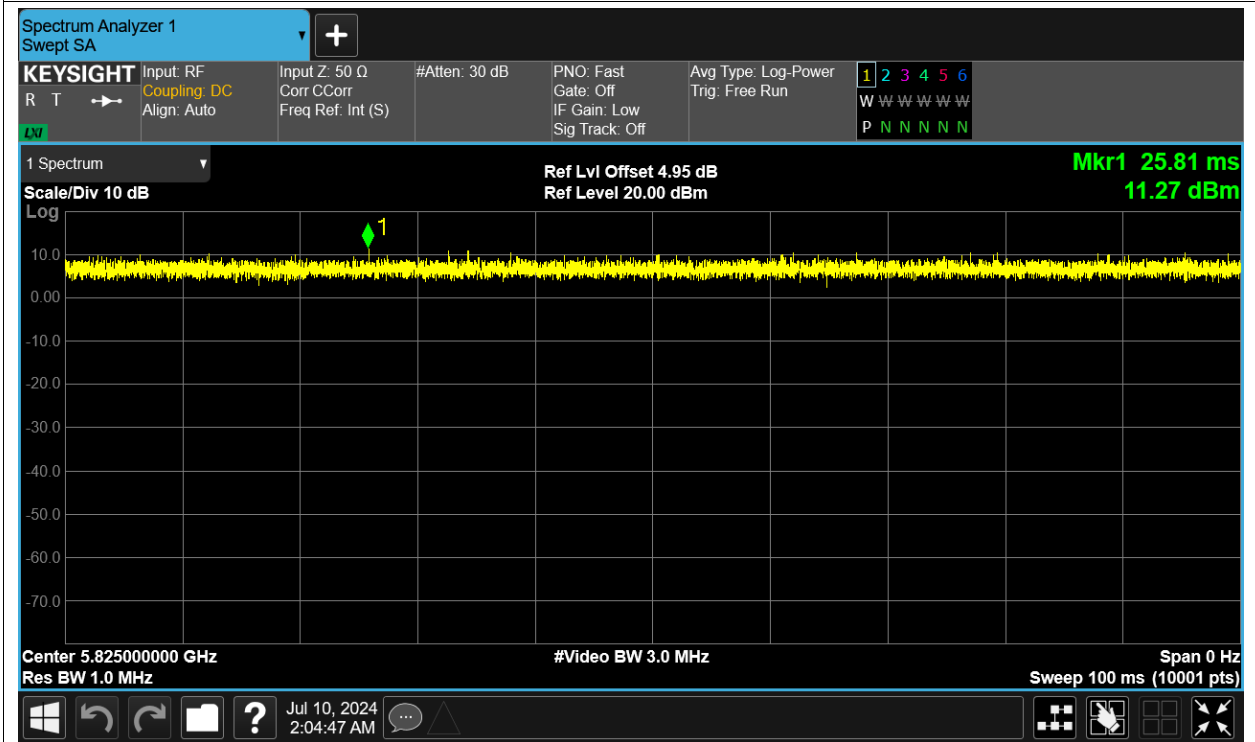 Spectrum Analyzer 1
Swept SA
+
KEYSIGHT
R T
LXI
Input: RF
Coupling: DC
Align: Auto
Input Z: 50 Ω
Corr CCorr
Freq Ref: Int (S)
#Atten: 30 dB
PNO: Fast
Gate: Off
IF Gain: Low
Sig Track: Off
Avg Type: Log-Power
Trig: Free Run
1 2 3 4 5 6
W W W W W W
P N N N N N
1 Spectrum
Scale/Div 10 dB
Ref Lvl Offset 4.95 dB
Ref Level 20.00 dBm
Mkr1 25.81 ms
11.27 dBm
Log
1
10.0
0.00
-10.0
-20.0
-30.0
-40.0
-50.0
-60.0
-70.0
Center 5.825000000 GHz
#Video BW 3.0 MHz
Span 0 Hz
Res BW 1.0 MHz
Sweep 100 ms (10001 pts)
?
Jul 10, 2024
2:04:47 AM